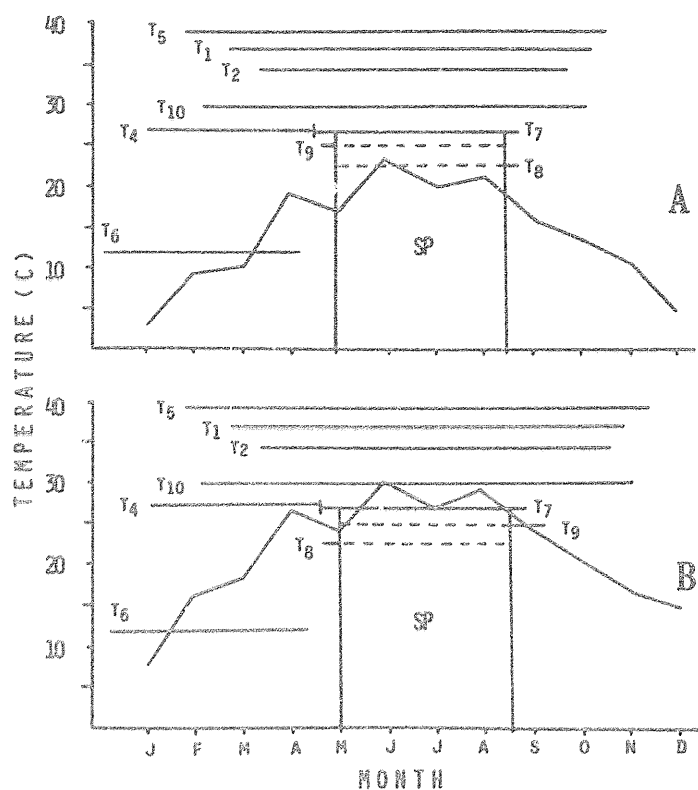 TEMPERATURE (C)
40
30
20
10
T5
T1
T2
T10
T4
T7
T9
T8
T6
SP
A
40
30
20
10
T5
T1
T2
T10
T4
T7
T9
T8
T6
SP
B
J F M A M J J A S O N D
MONTH